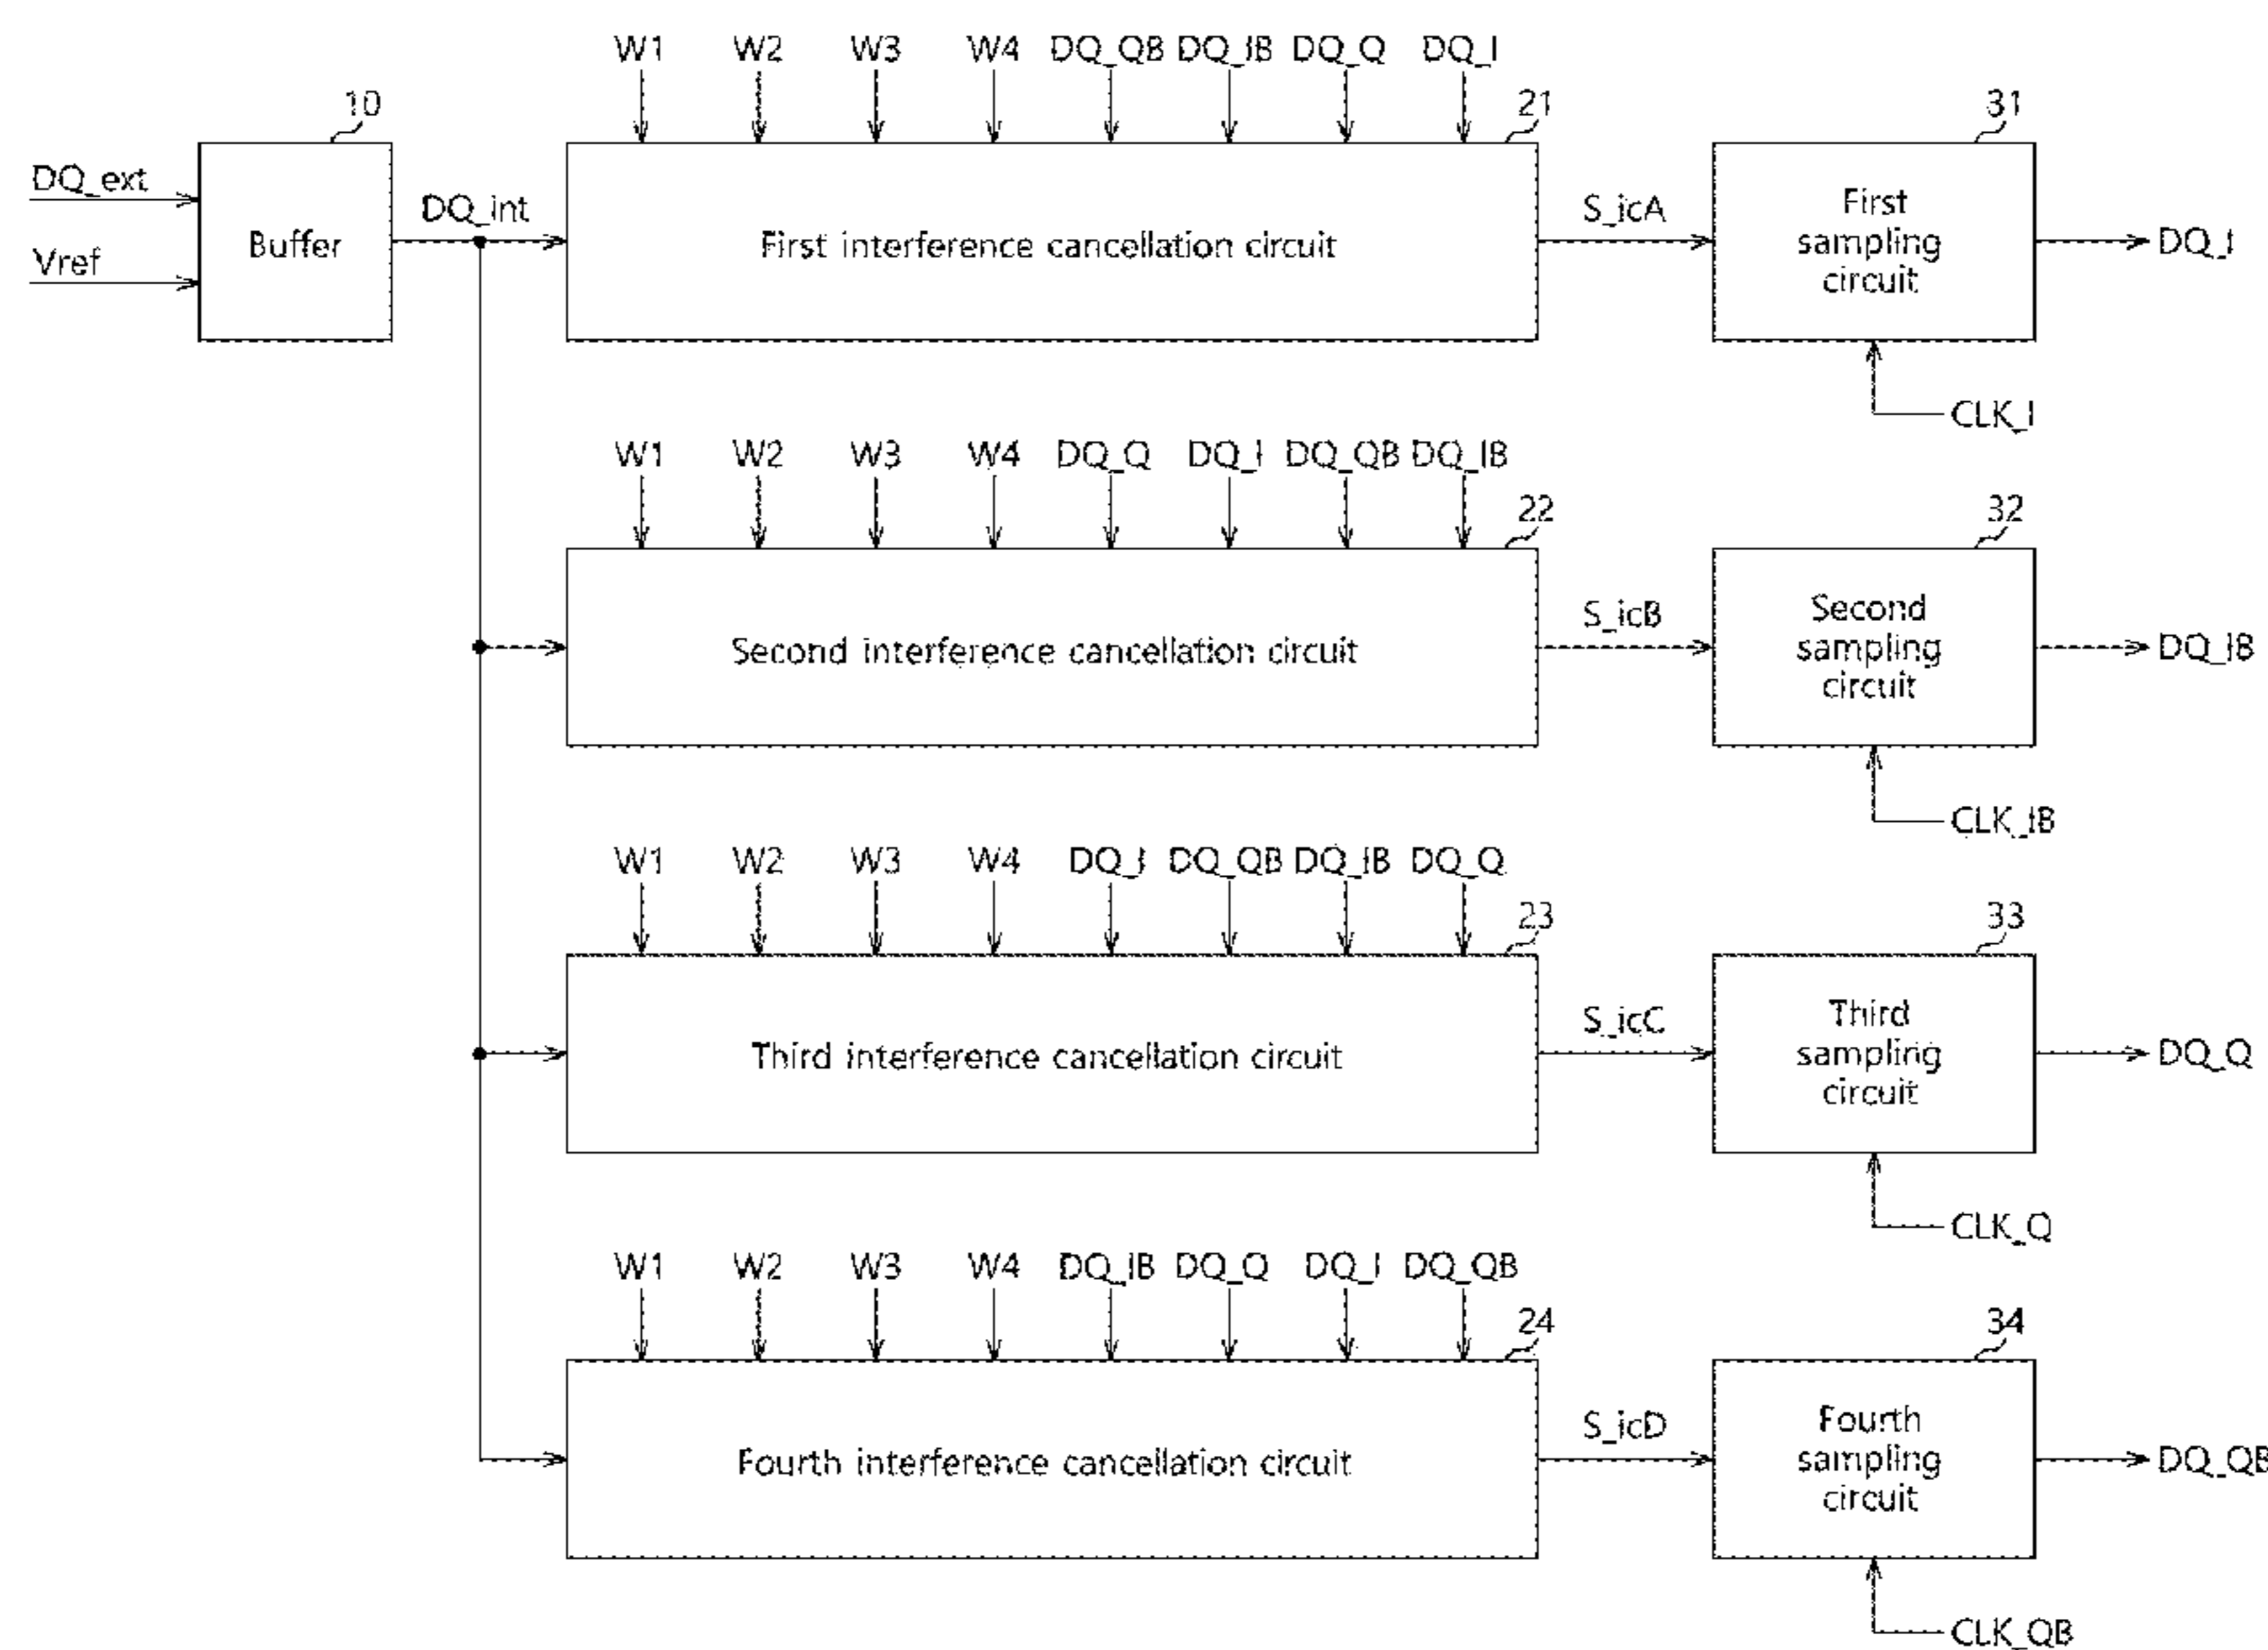 W1 W2 W3 W4 DQ_QB DQ_IB DQ_Q DQ_I
10 21 31
DQ_ext
Vref
Buffer
DQ_int
First interference cancellation circuit
S_icA
First
sampling
circuit
DQ_I
CLK_I
W1 W2 W3 W4 DQ_Q DQ_I DQ_QB DQ_IB
22 32
Second interference cancellation circuit
S_icB
Second
sampling
circuit
DQ_IB
CLK_IB
W1 W2 W3 W4 DQ_I DQ_QB DQ_IB DQ_Q
23 33
Third interference cancellation circuit
S_icC
Third
sampling
circuit
DQ_Q
CLK_Q
W1 W2 W3 W4 DQ_IB DQ_Q DQ_I DQ_QB
24 34
Fourth interference cancellation circuit
S_icD
Fourth
sampling
circuit
DQ_QB
CLK_QB